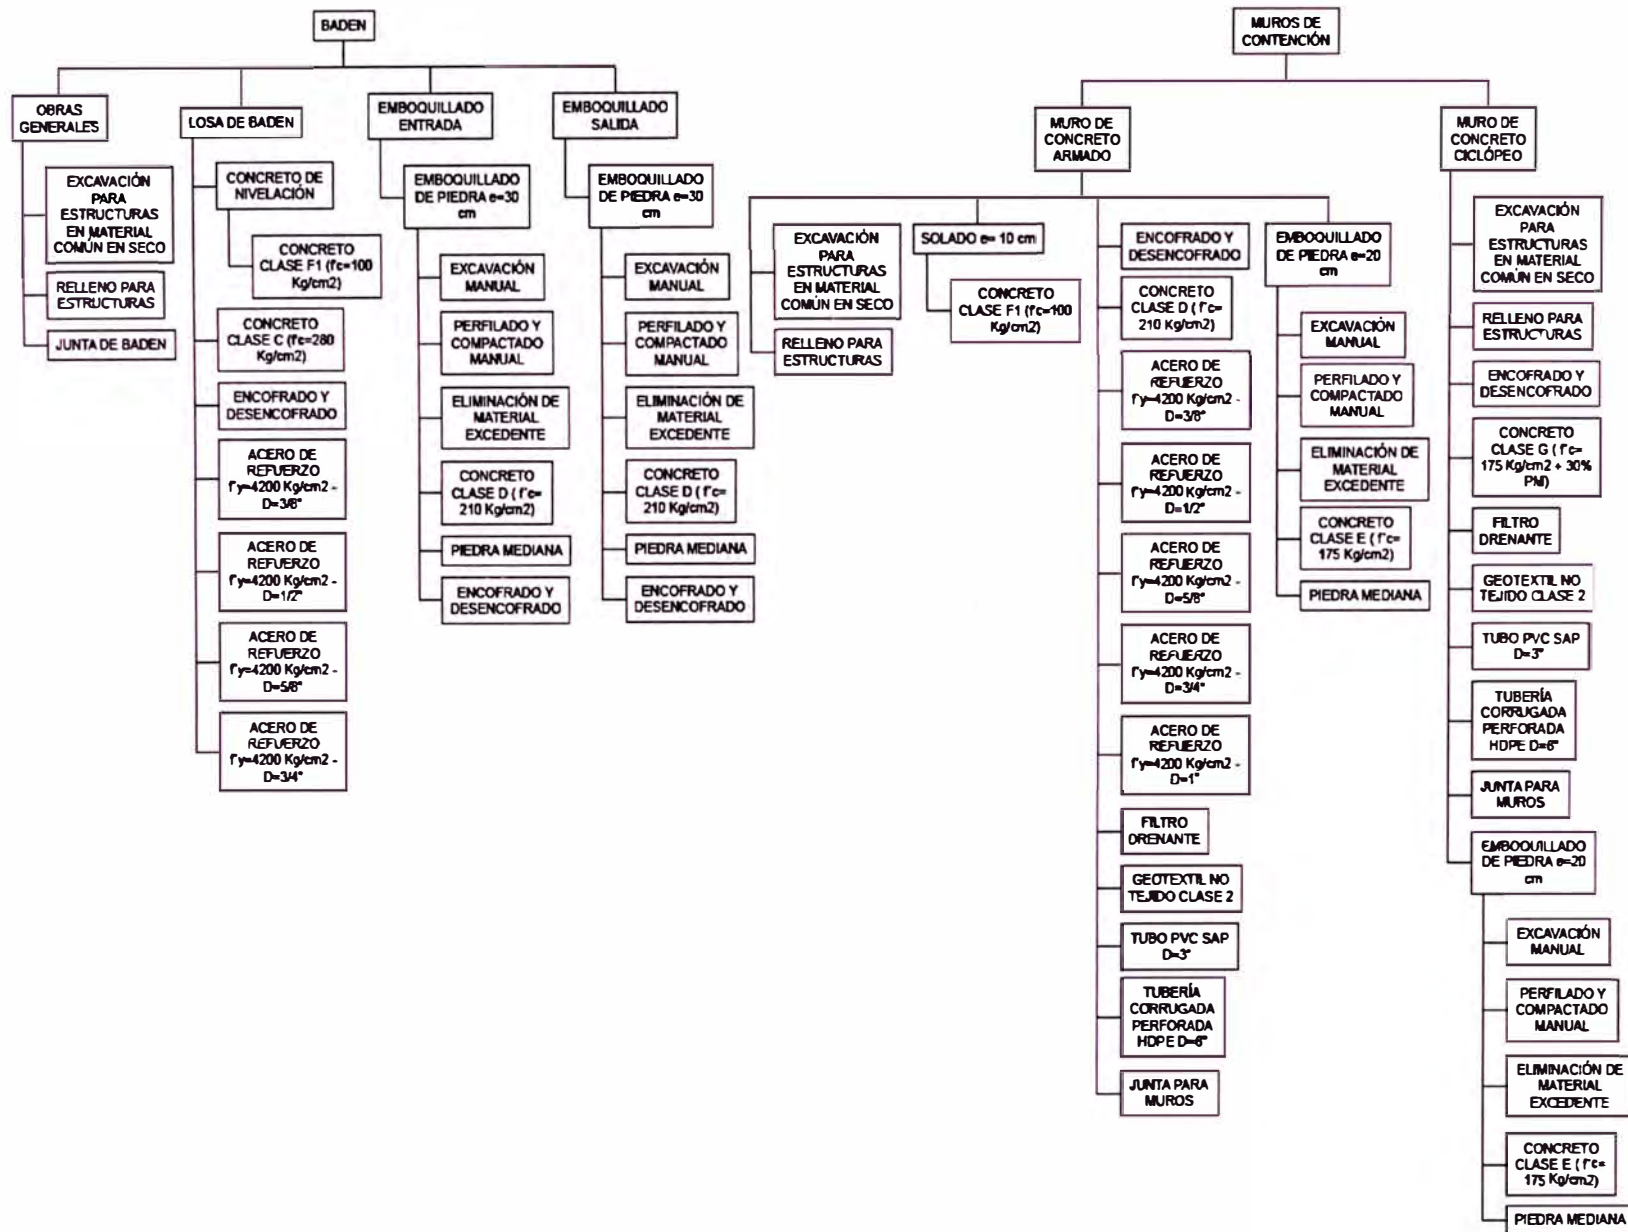 BADEN
OBRAS
GENERALES
EXCAVACIÓN
PARA
ESTRUCTURAS
EN MATERIAL
COMÚN EN SECO
RELLENO PARA
ESTRUCTURAS
JUNTA DE BADEN
LOSA DE BADEN
CONCRETO DE
NIVELACIÓN
CONCRETO
CLASE F1 (f'c=100
Kg/cm2)
CONCRETO
CLASE C (f'c=280
Kg/cm2)
ENCOFRADO Y
DESENCOFRADO
ACERO DE
REFUERZO
f'y=4200 Kg/cm2 -
D=3/8"
ACERO DE
REFUERZO
f'y=4200 Kg/cm2 -
D=1/2"
ACERO DE
REFUERZO
f'y=4200 Kg/cm2 -
D=5/8"
ACERO DE
REFUERZO
f'y=4200 Kg/cm2 -
D=3/4"
EMBOQUILLADO
ENTRADA
EMBOQUILLADO
DE PIEDRA e=30
cm
EXCAVACIÓN
MANUAL
PERFILADO Y
COMPACTADO
MANUAL
ELIMINACIÓN DE
MATERIAL
EXCEDENTE
CONCRETO
CLASE D ( f'c=
210 Kg/cm2)
PIEDRA MEDIANA
ENCOFRADO Y
DESENCOFRADO
EMBOQUILLADO
SALIDA
EMBOQUILLADO
DE PIEDRA e=30
cm
EXCAVACIÓN
MANUAL
PERFILADO Y
COMPACTADO
MANUAL
ELIMINACIÓN DE
MATERIAL
EXCEDENTE
CONCRETO
CLASE D ( f'c=
210 Kg/cm2)
PIEDRA MEDIANA
ENCOFRADO Y
DESENCOFRADO
MUROS DE
CONTENCIÓN
MURO DE
CONCRETO
ARMADO
EXCAVACIÓN
PARA
ESTRUCTURAS
EN MATERIAL
COMÚN EN SECO
RELLENO PARA
ESTRUCTURAS
SOLADO e= 10 cm
CONCRETO
CLASE F1 (f'c=100
Kg/cm2)
ENCOFRADO Y
DESENCOFRADO
CONCRETO
CLASE D ( f'c=
210 Kg/cm2)
ACERO DE
REFUERZO
f'y=4200 Kg/cm2 -
D=3/8"
ACERO DE
REFUERZO
f'y=4200 Kg/cm2 -
D=1/2"
ACERO DE
REFUERZO
f'y=4200 Kg/cm2 -
D=5/8"
ACERO DE
REFUERZO
f'y=4200 Kg/cm2 -
D=3/4"
ACERO DE
REFUERZO
f'y=4200 Kg/cm2 -
D=1"
FILTRO
DRENANTE
GEOTEXTIL NO
TEJIDO CLASE 2
TUBO PVC SAP
D=3"
TUBERÍA
CORRUGADA
PERFORADA
HDPE D=6"
JUNTA PARA
MUROS
EMBOQUILLADO
DE PIEDRA e=20
cm
EXCAVACIÓN
MANUAL
PERFILADO Y
COMPACTADO
MANUAL
ELIMINACIÓN DE
MATERIAL
EXCEDENTE
CONCRETO
CLASE E ( f'c=
175 Kg/cm2)
PIEDRA MEDIANA
MURO DE
CONCRETO
CICLÓPEO
EXCAVACIÓN
PARA
ESTRUCTURAS
EN MATERIAL
COMÚN EN SECO
RELLENO PARA
ESTRUCTURAS
ENCOFRADO Y
DESENCOFRADO
CONCRETO
CLASE G ( f'c=
175 Kg/cm2 + 30%
PM)
FILTRO
DRENANTE
GEOTEXTIL NO
TEJIDO CLASE 2
TUBO PVC SAP
D=3"
TUBERÍA
CORRUGADA
PERFORADA
HDPE D=6"
JUNTA PARA
MUROS
EMBOQUILLADO
DE PIEDRA e=20
cm
EXCAVACIÓN
MANUAL
PERFILADO Y
COMPACTADO
MANUAL
ELIMINACIÓN DE
MATERIAL
EXCEDENTE
CONCRETO
CLASE E ( f'c=
175 Kg/cm2)
PIEDRA MEDIANA